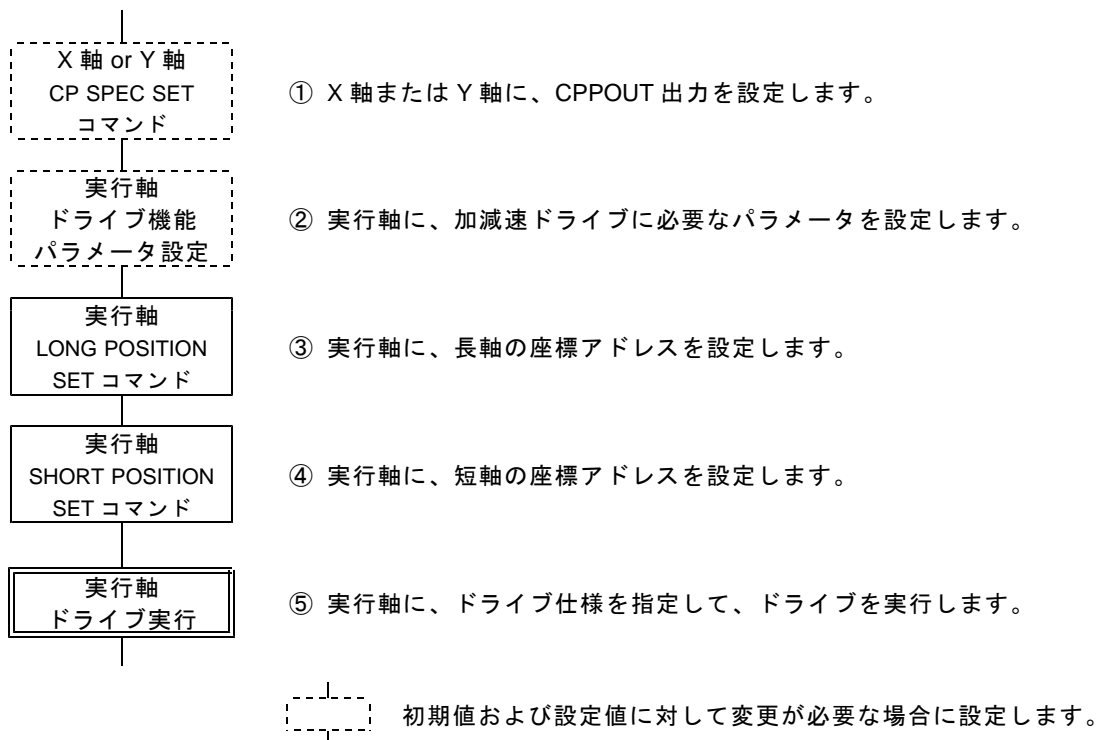 X 軸 or Y 軸
CP SPEC SET
コマンド
① X 軸または Y 軸に、CPPOUT 出力を設定します。
実行軸
ドライブ機能
パラメータ設定
② 実行軸に、加減速ドライブに必要なパラメータを設定します。
実行軸
LONG POSITION
SET コマンド
③ 実行軸に、長軸の座標アドレスを設定します。
実行軸
SHORT POSITION
SET コマンド
④ 実行軸に、短軸の座標アドレスを設定します。
実行軸
ドライブ実行
⑤ 実行軸に、ドライブ仕様を指定して、ドライブを実行します。
初期値および設定値に対して変更が必要な場合に設定します。